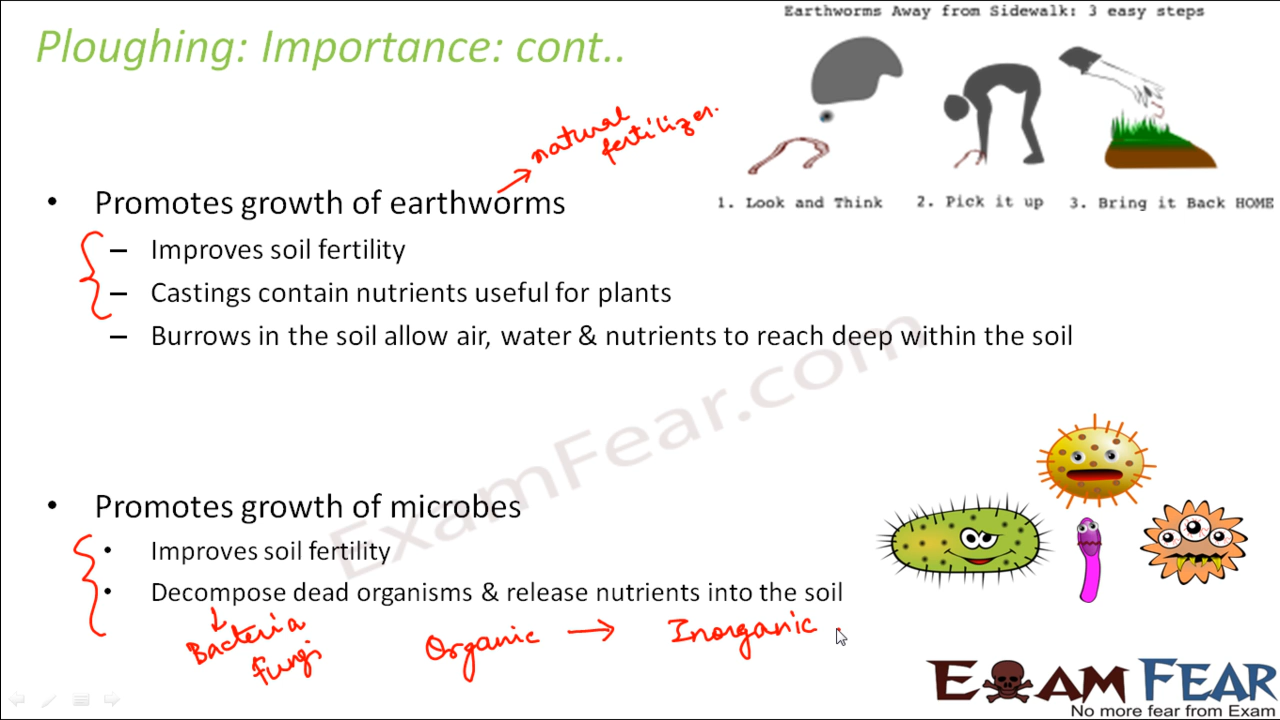 Earthworms Away from Sidewalk: 3 easy steps
Ploughing: Importance: cont..
natural
fertilizer.
1. Look and Think
2. Pick it up
3. Bring it Back HOME
• Promotes growth of earthworms
– Improves soil fertility
– Castings contain nutrients useful for plants
– Burrows in the soil allow air, water & nutrients to reach deep within the soil
ExamFear.com
• Promotes growth of microbes
• Improves soil fertility
• Decompose dead organisms & release nutrients into the soil
Bacteria
fungi
Organic → Inorganic
EXAM FEAR
No more fear from Exam